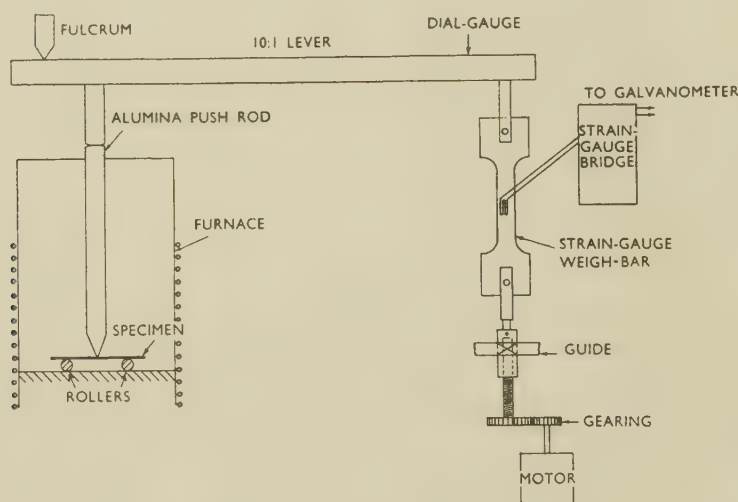 FULCRUM
10:1 LEVER
DIAL-GAUGE
TO GALVANOMETER
ALUMINA PUSH ROD
STRAIN-
GAUGE
BRIDGE
FURNACE
STRAIN-GAUGE
WEIGH-BAR
SPECIMEN
GUIDE
ROLLERS
GEARING
MOTOR